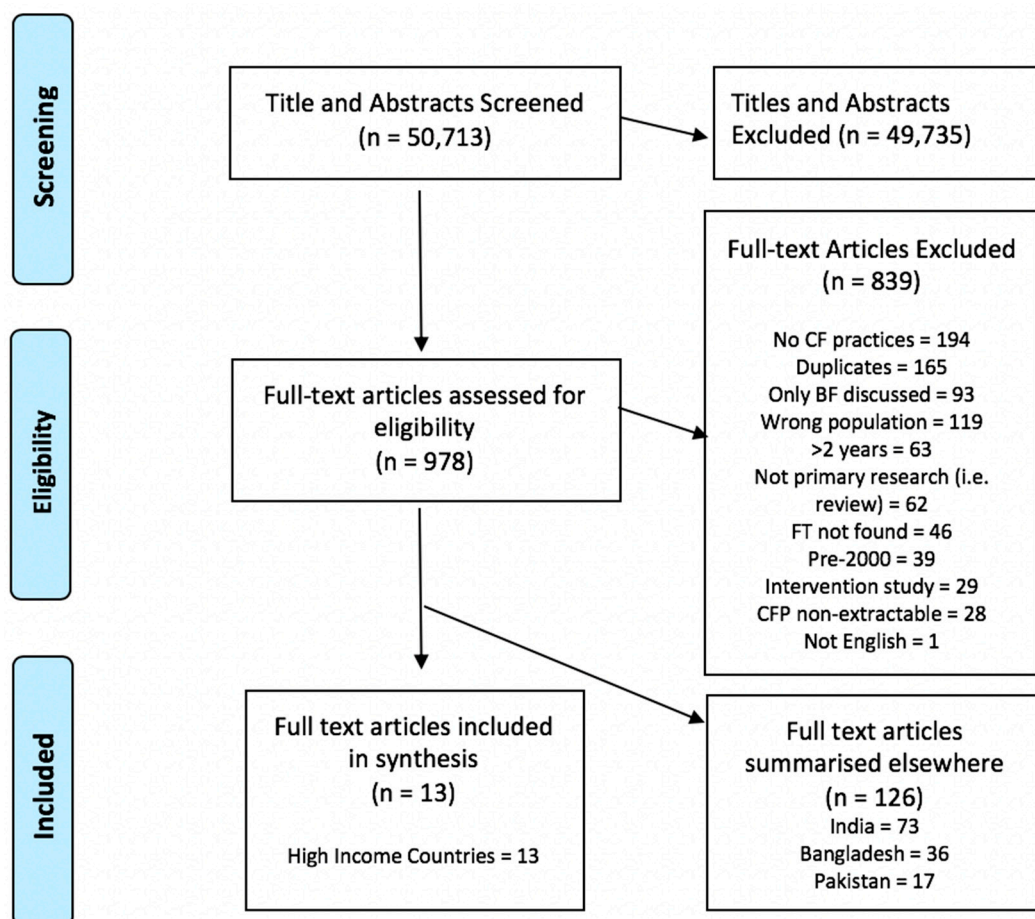 Screening
Title and Abstracts Screened
(n = 50,713)
Titles and Abstracts
Excluded (n = 49,735)
Eligibility
Full-text articles assessed for
eligibility
(n = 978)
Full-text Articles Excluded
(n = 839)
No CF practices = 194
Duplicates = 165
Only BF discussed = 93
Wrong population = 119
>2 years = 63
Not primary research (i.e.
review) = 62
FT not found = 46
Pre-2000 = 39
Intervention study = 29
CFP non-extractable = 28
Not English = 1
Included
Full text articles included
in synthesis
(n = 13)
High Income Countries = 13
Full text articles
summarised elsewhere
(n = 126)
India = 73
Bangladesh = 36
Pakistan = 17